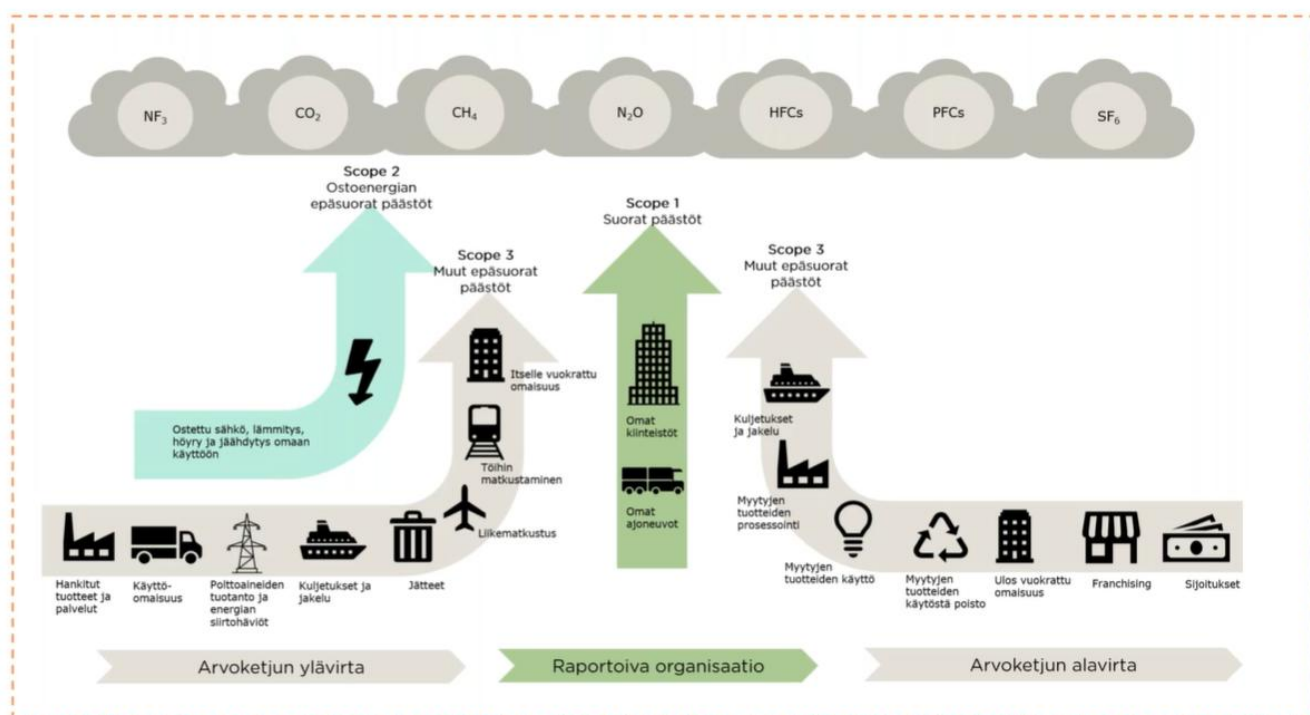 NF₃
CO₂
CH₄
N₂O
HFCs
PFCs
SF₆
Scope 2
Ostoenergian
epäsuorat päästöt
Scope 1
Suorat päästöt
Scope 3
Muut epäsuorat
päästöt
Scope 3
Muut epäsuorat
päästöt
Ostettu sähkö, lämmitys,
höyry ja jäähdytys omaan
käyttöön
Itselle vuokrattu
omaisuus
Töihin
matkustaminen
Liikematkustus
Omat
kiinteistöt
Omat
ajoneuvot
Kuljetukset
ja jakelu
Myytyjen
tuotteiden
prosessointi
Hankitut
tuotteet ja
palvelut
Käyttö-
omaisuus
Polttoaineiden
tuotanto ja
energian
siirtohäviöt
Kuljetukset ja
jakelu
Jätteet
Myytyjen
tuotteiden käyttö
Myytyjen
tuotteiden
käytöstä poisto
Ulos vuokrattu
omaisuus
Franchising
Sijoitukset
Arvoketjun ylävirta
Raportoiva organisaatio
Arvoketjun alavirta